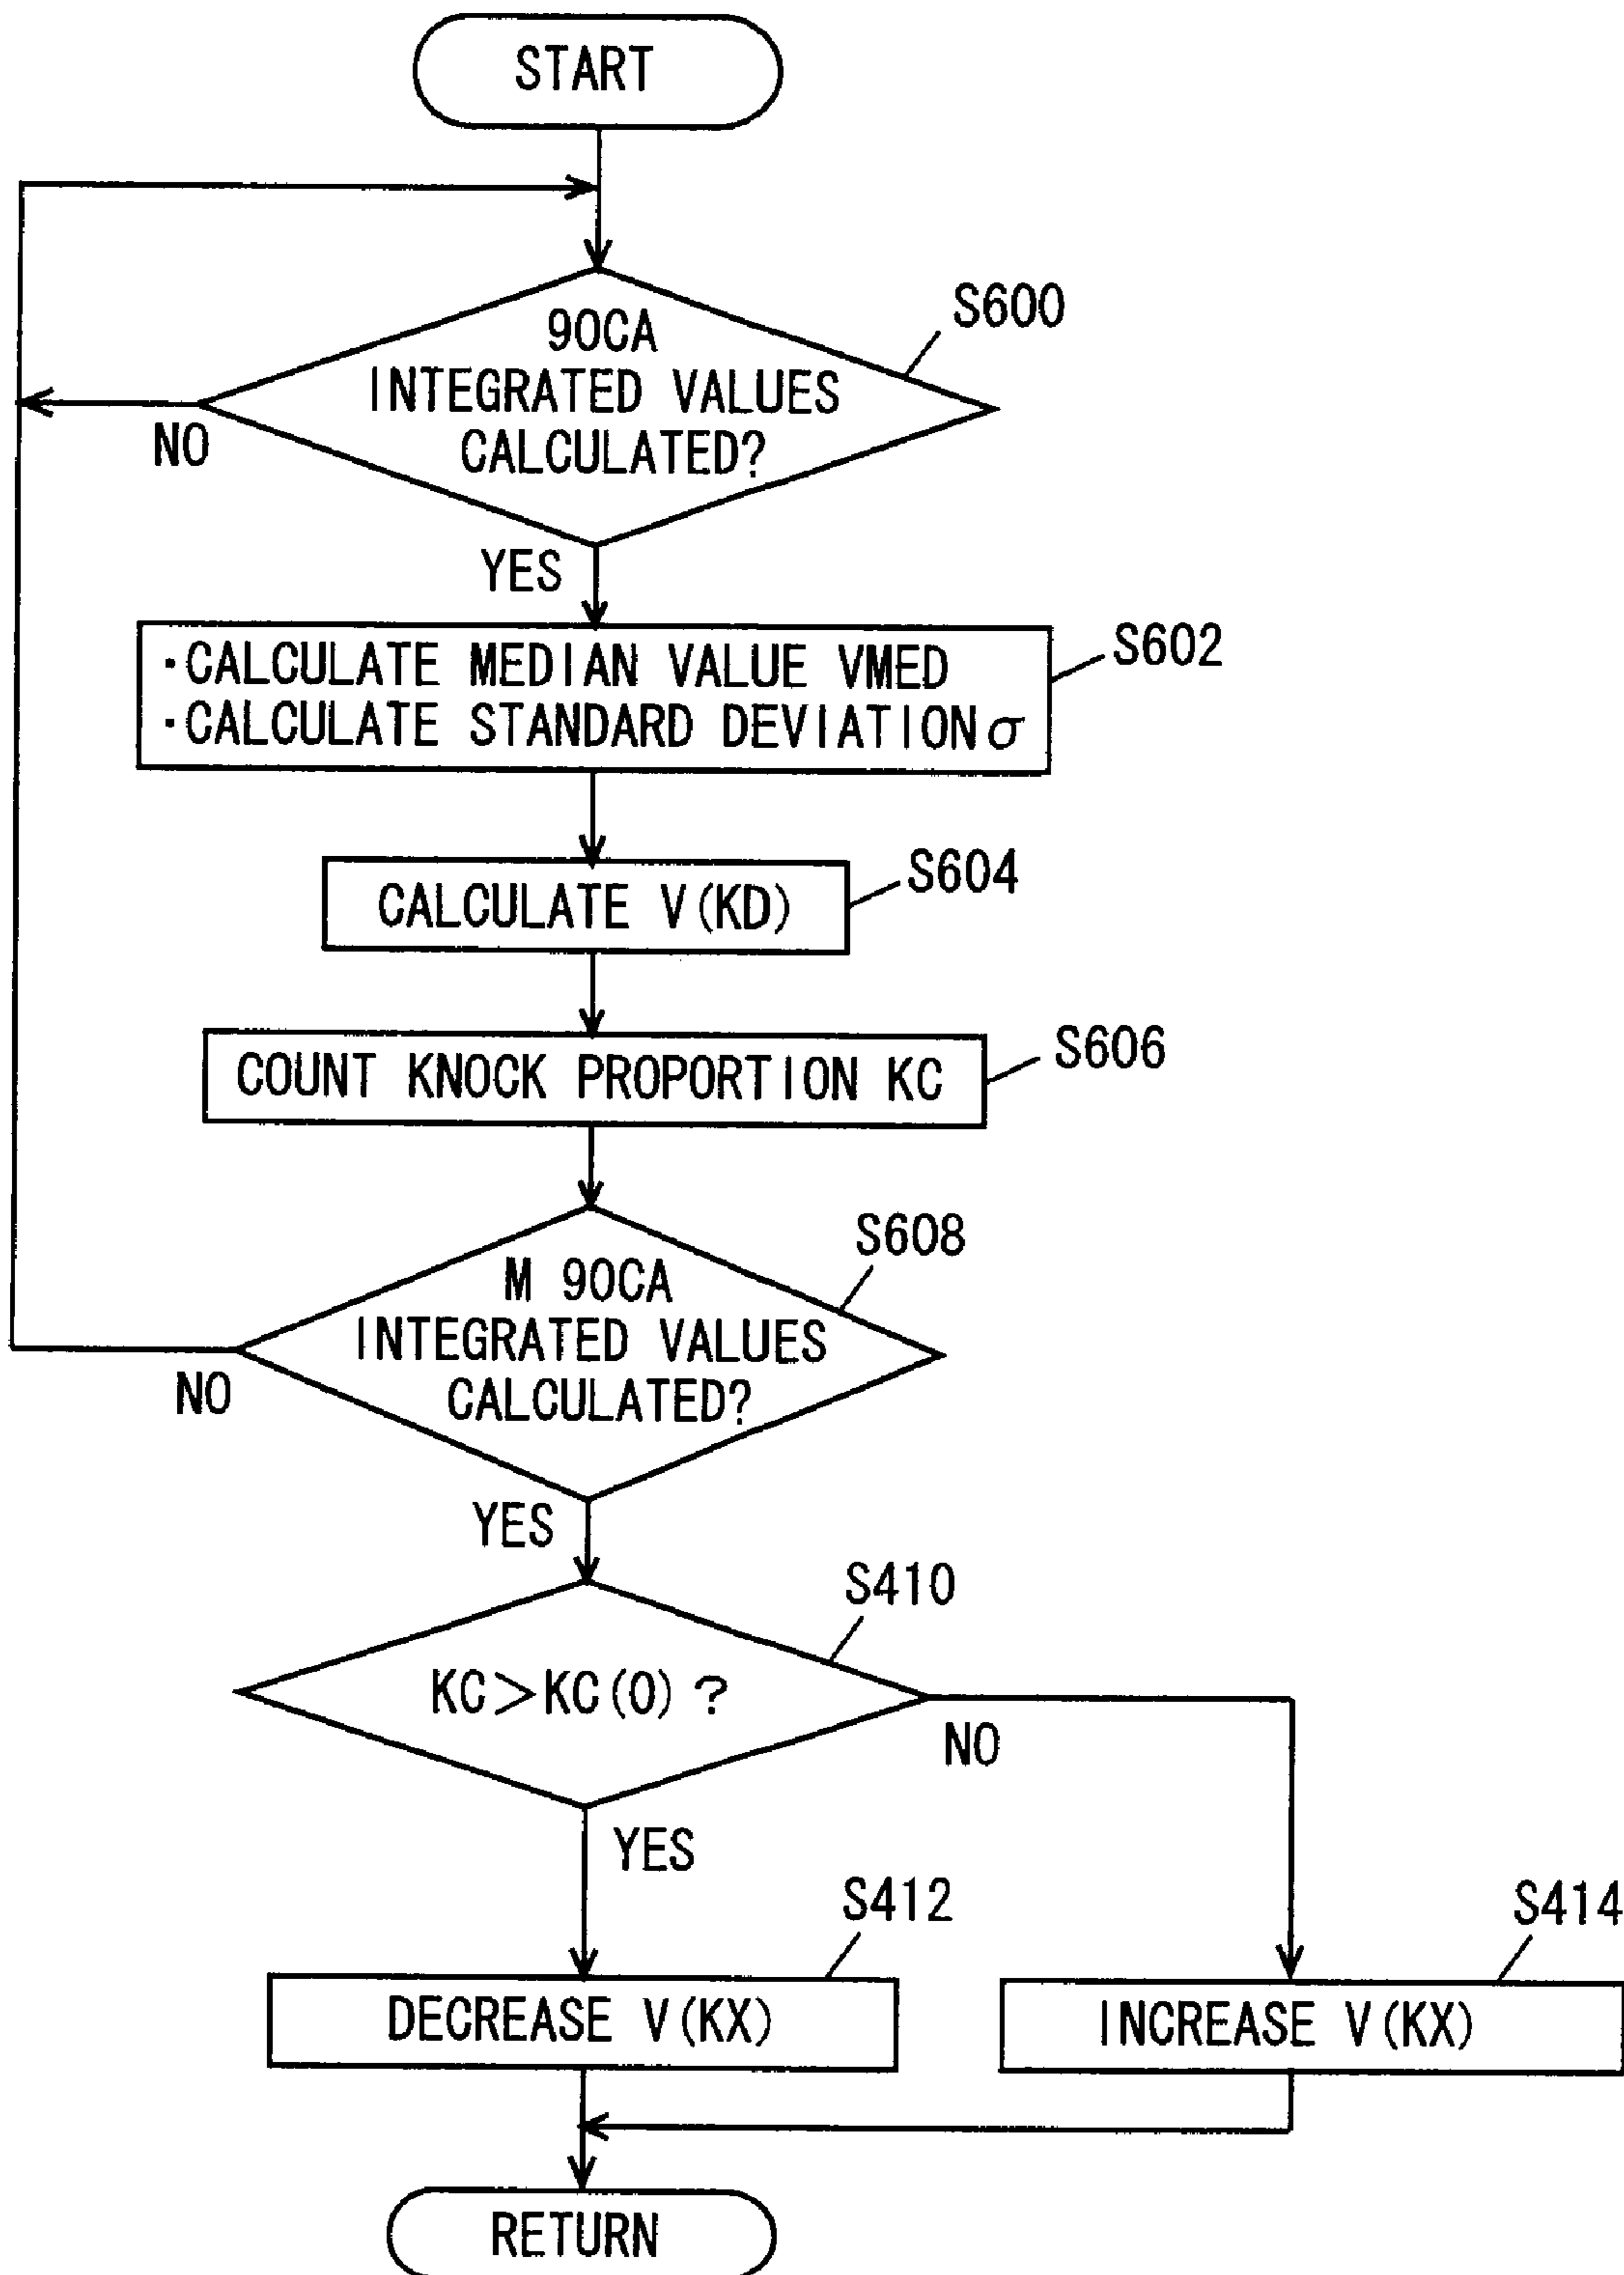 START
90CA
INTEGRATED VALUES
CALCULATED?
S600
NO
YES
·CALCULATE MEDIAN VALUE VMED
·CALCULATE STANDARD DEVIATION σ
S602
CALCULATE V(KD)
S604
COUNT KNOCK PROPORTION KC
S606
M 90CA
INTEGRATED VALUES
CALCULATED?
S608
NO
YES
KC>KC(0)?
S410
NO
YES
DECREASE V(KX)
S412
INCREASE V(KX)
S414
RETURN